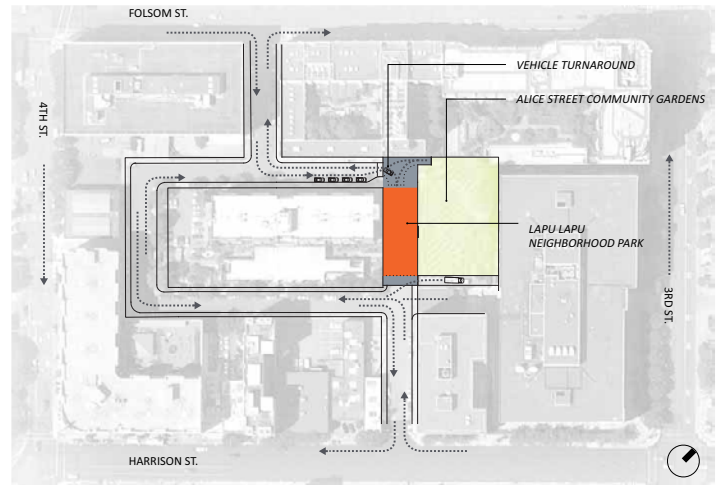 FOLSOM ST.
VEHICLE TURNAROUND
ALICE STREET COMMUNITY GARDENS
4TH ST.
LAPU LAPU
NEIGHBORHOOD PARK
3RD ST.
HARRISON ST.